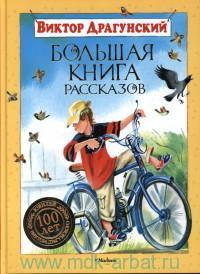 Виктор Драгунский
БОЛЬШАЯ
КНИГА
РАССКАЗОВ
100
ЛЕТ
Махаон
www.mdk-arbat.ru